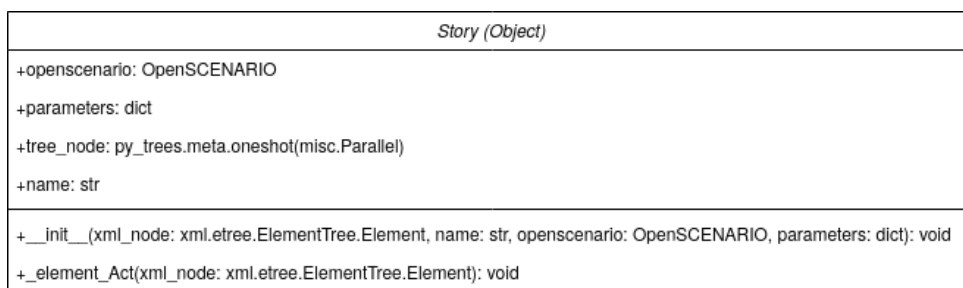 Story (Object)
+openscenario: OpenSCENARIO
+parameters: dict
+tree_node: py_trees.meta.oneshot(misc.Parallel)
+name: str
+__init__(xml_node: xml.etree.ElementTree.Element, name: str, openscenario: OpenSCENARIO, parameters: dict): void
+_element_Act(xml_node: xml.etree.ElementTree.Element): void